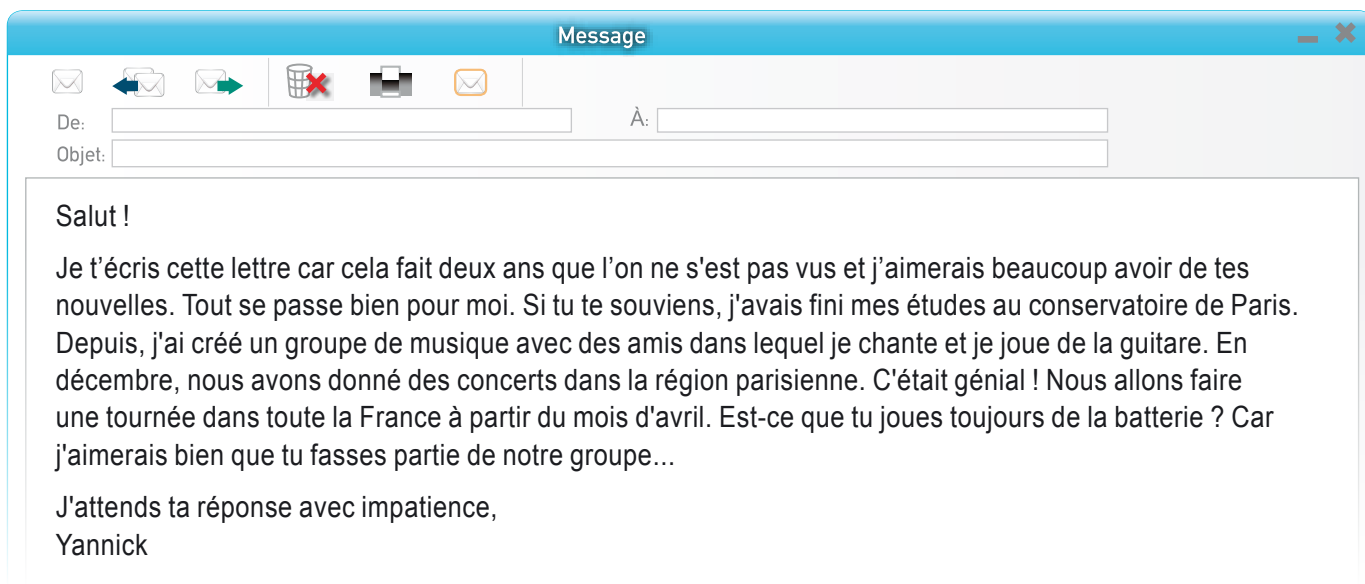 Message
De:
À:
Objet:
Salut !
Je t’écris cette lettre car cela fait deux ans que l’on ne s'est pas vus et j’aimerais beaucoup avoir de tes
nouvelles. Tout se passe bien pour moi. Si tu te souviens, j'avais fini mes études au conservatoire de Paris.
Depuis, j'ai créé un groupe de musique avec des amis dans lequel je chante et je joue de la guitare. En
décembre, nous avons donné des concerts dans la région parisienne. C'était génial ! Nous allons faire
une tournée dans toute la France à partir du mois d'avril. Est-ce que tu joues toujours de la batterie ? Car
j'aimerais bien que tu fasses partie de notre groupe...
J'attends ta réponse avec impatience,
Yannick